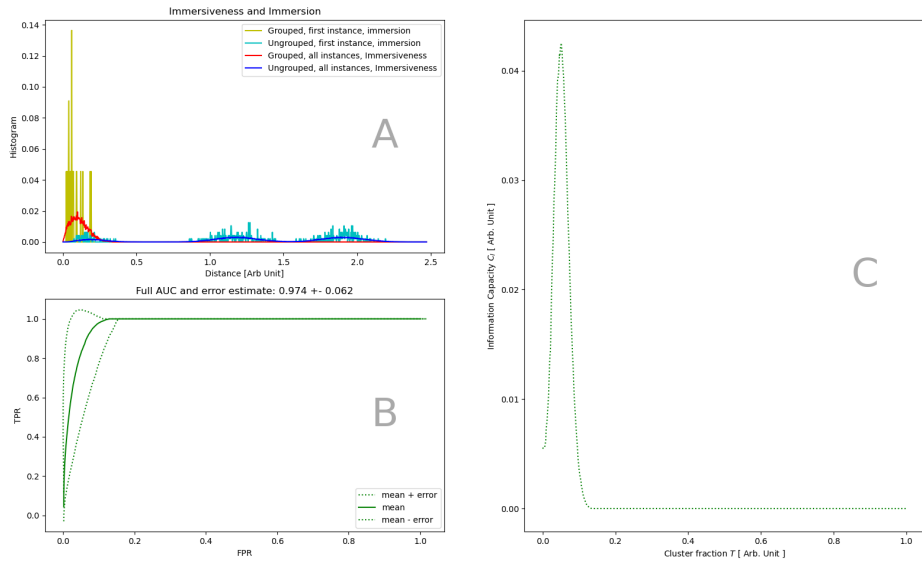 Immersiveness and Immersion
0.14
0.12
0.10
0.08
0.06
0.04
0.02
0.00
Histogram
Grouped, first instance, immersion
Ungrouped, first instance, immersion
Grouped, all instances, Immersiveness
Ungrouped, all instances, Immersiveness
A
0.0 0.5 1.0 1.5 2.0 2.5
Distance [Arb Unit]
Full AUC and error estimate: 0.974 +- 0.062
1.0
0.8
0.6
0.4
0.2
0.0
TPR
B
mean + error
mean
mean - error
0.0 0.2 0.4 0.6 0.8 1.0
FPR
0.04
0.03
0.02
0.01
0.00
Information Capacity CI [ Arb. Unit ]
C
0.0 0.2 0.4 0.6 0.8 1.0
Cluster fraction T [ Arb. Unit ]